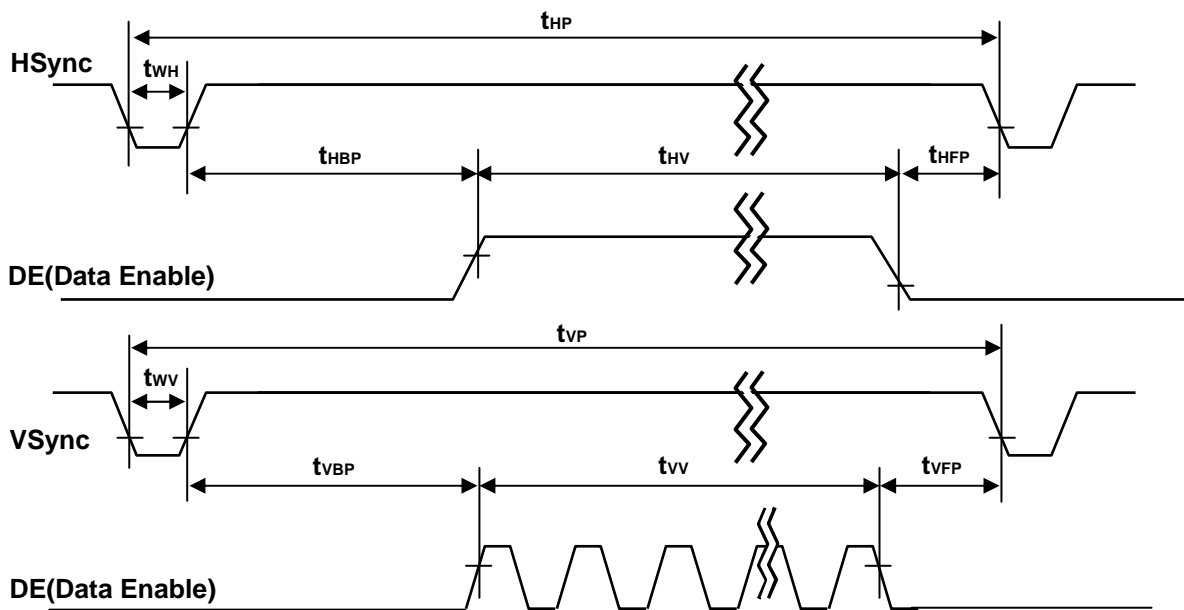 tHP
HSync
tWH
tHBP
tHV
tHFP
DE(Data Enable)
tVP
tWV
VSync
tVBP
tVV
tVFP
DE(Data Enable)